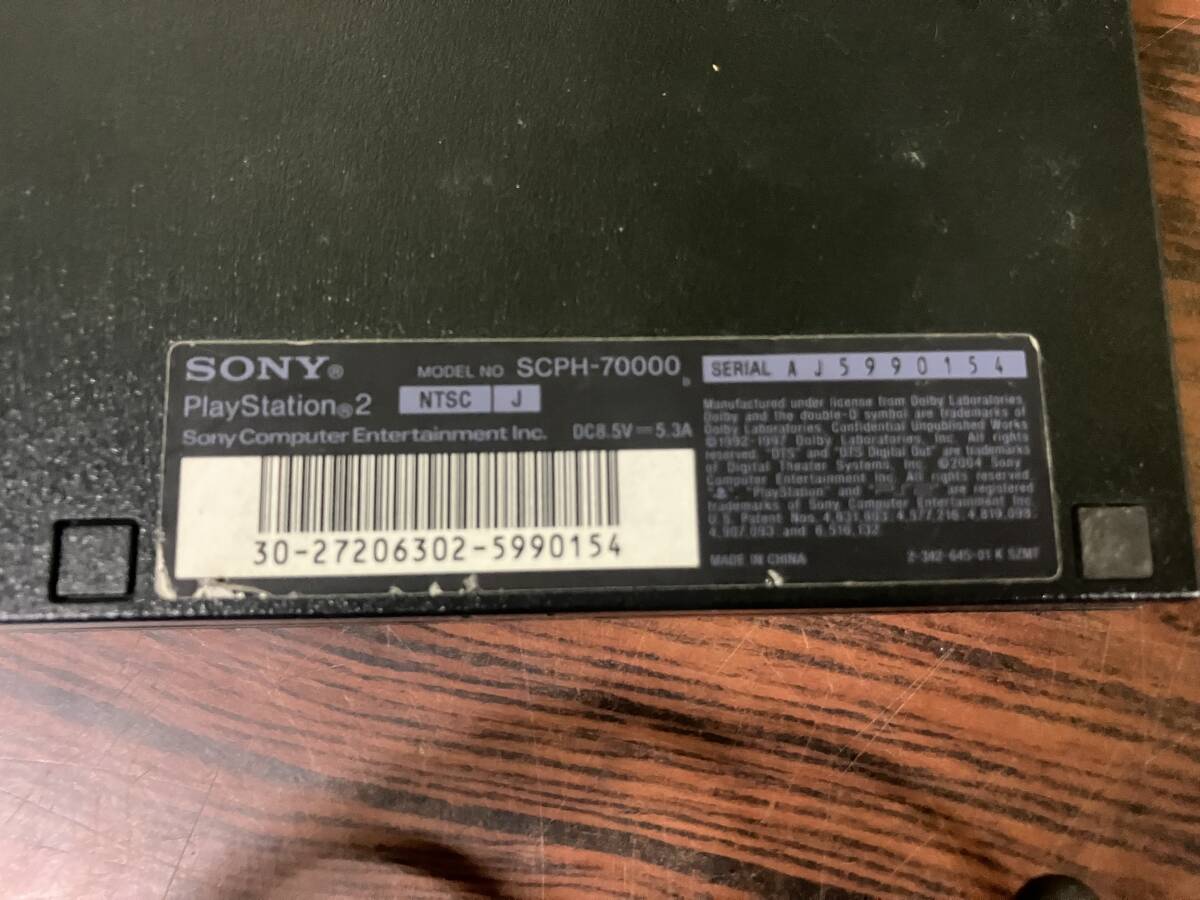 SONY®
MODEL NO SCPH-70000
PlayStation®2
NTSC J
Sony Computer Entertainment Inc.
DC8.5V 5.3A
30-27206302-5990154
SERIAL A J 5 9 9 0 1 5 4
Manufactured under license from Dolby Laboratories.
Dolby and the double-D symbol are trademarks of
Dolby Laboratories. Confidential Unpublished Works
©1992-1997 Dolby Laboratories, Inc. All rights
reserved. "DTS" and "DTS Digital Out" are trademarks
of Digital Theater Systems, Inc. ©2004 Sony
Computer Entertainment Inc. All rights reserved.
"PlayStation" and are registered
trademarks of Sony Computer Entertainment Inc.
U.S. Patent Nos.
MADE IN CHINA